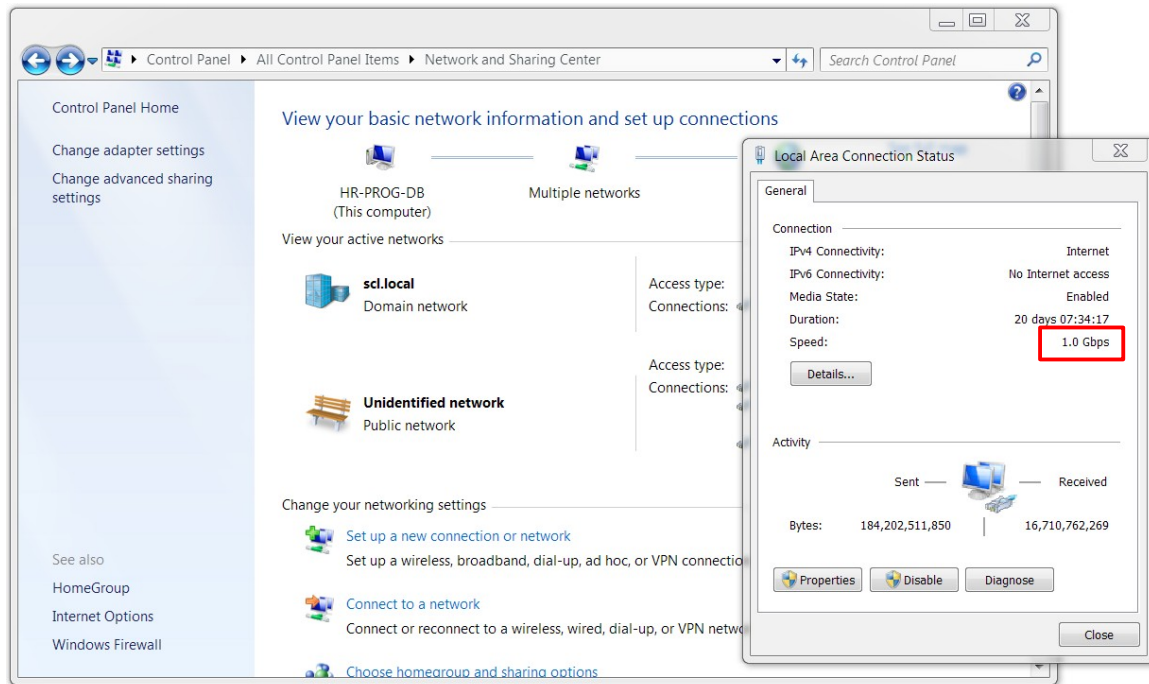 Control Panel
All Control Panel Items
Network and Sharing Center
Search Control Panel
Control Panel Home
Change adapter settings
Change advanced sharing
settings
See also
HomeGroup
Internet Options
Windows Firewall
View your basic network information and set up connections
HR-PROG-DB
(This computer)
Multiple networks
View your active networks
scl.local
Domain network
Access type:
Connections:
Unidentified network
Public network
Access type:
Connections:
Change your networking settings
Set up a new connection or network
Set up a wireless, broadband, dial-up, ad hoc, or VPN connectio
Connect to a network
Connect or reconnect to a wireless, wired, dial-up, or VPN netwo
Choose homegroup and sharing options
Local Area Connection Status
General
Connection
IPv4 Connectivity: Internet
IPv6 Connectivity: No Internet access
Media State: Enabled
Duration: 20 days 07:34:17
Speed: 1.0 Gbps
Details...
Activity
Sent
Received
Bytes: 184,202,511,850 16,710,762,269
Properties
Disable
Diagnose
Close